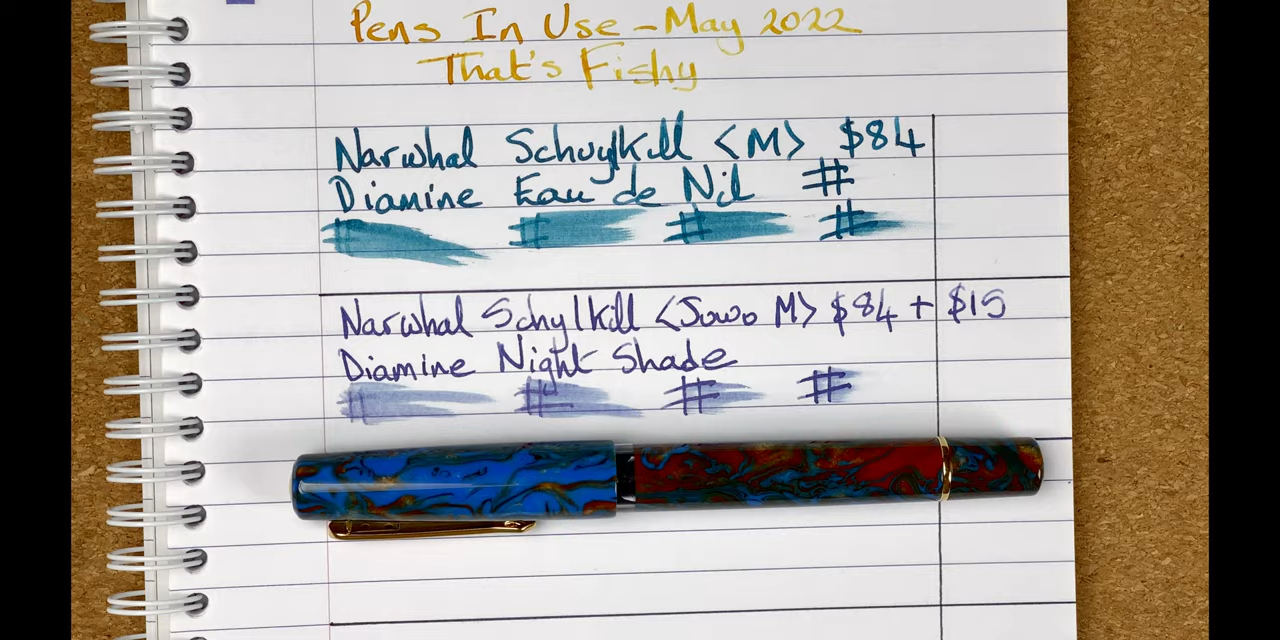 Pens In Use - May 2022
That's Fishy
Narwhal Schuylkill <M> $84
Diamine Eau de Nil #
# # # #
Narwhal Schylkill <Jowo M> $84 + $15
Diamine Night Shade
# # # #